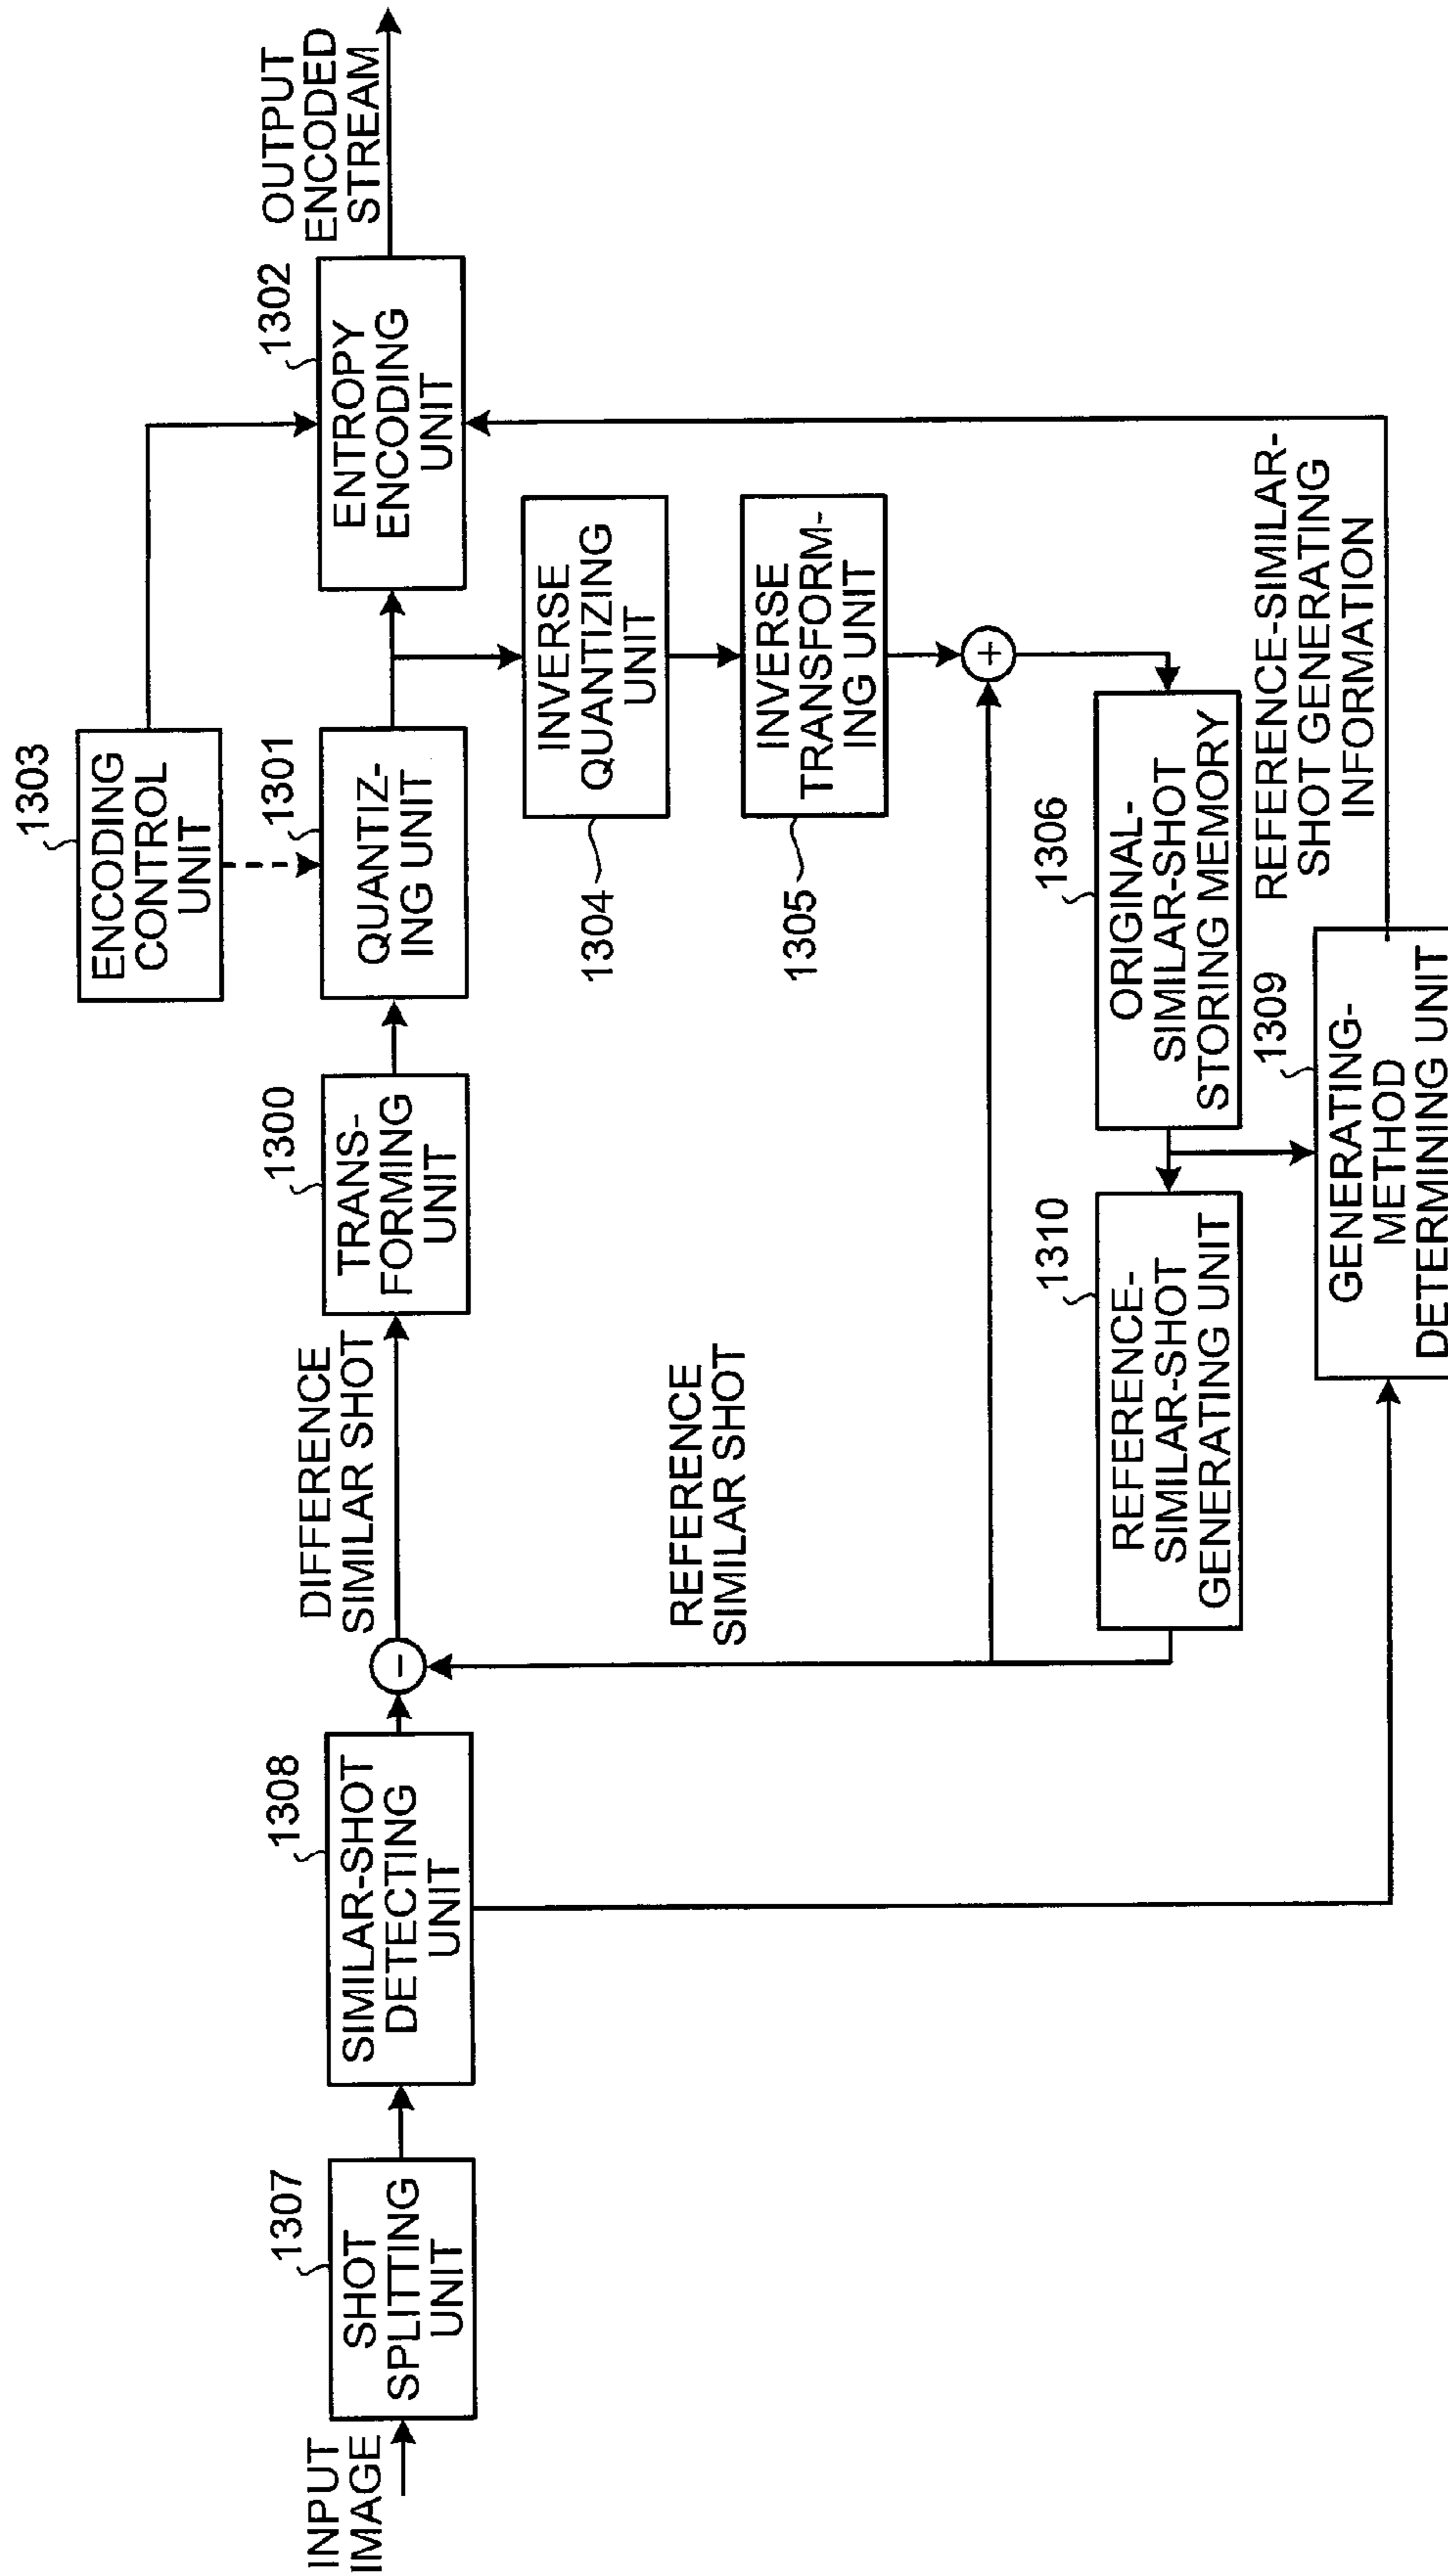 INPUT
IMAGE
1307
SHOT
SPLITTING
UNIT
1308
SIMILAR-SHOT
DETECTING
UNIT
DIFFERENCE
SIMILAR SHOT
1300
TRANS-
FORMING
UNIT
1303
ENCODING
CONTROL
UNIT
1301
QUANTIZ-
ING UNIT
1302
ENTROPY
ENCODING
UNIT
OUTPUT
ENCODED
STREAM
INVERSE
QUANTIZING
UNIT
1304
INVERSE
TRANSFORM-
ING UNIT
1305
REFERENCE
SIMILAR SHOT
-
+
1310
REFERENCE-
SIMILAR-SHOT
GENERATING UNIT
1306
ORIGINAL-
SIMILAR-SHOT
STORING MEMORY
1309
GENERATING-
METHOD
DETERMINING UNIT
REFERENCE-SIMILAR-
SHOT GENERATING
INFORMATION